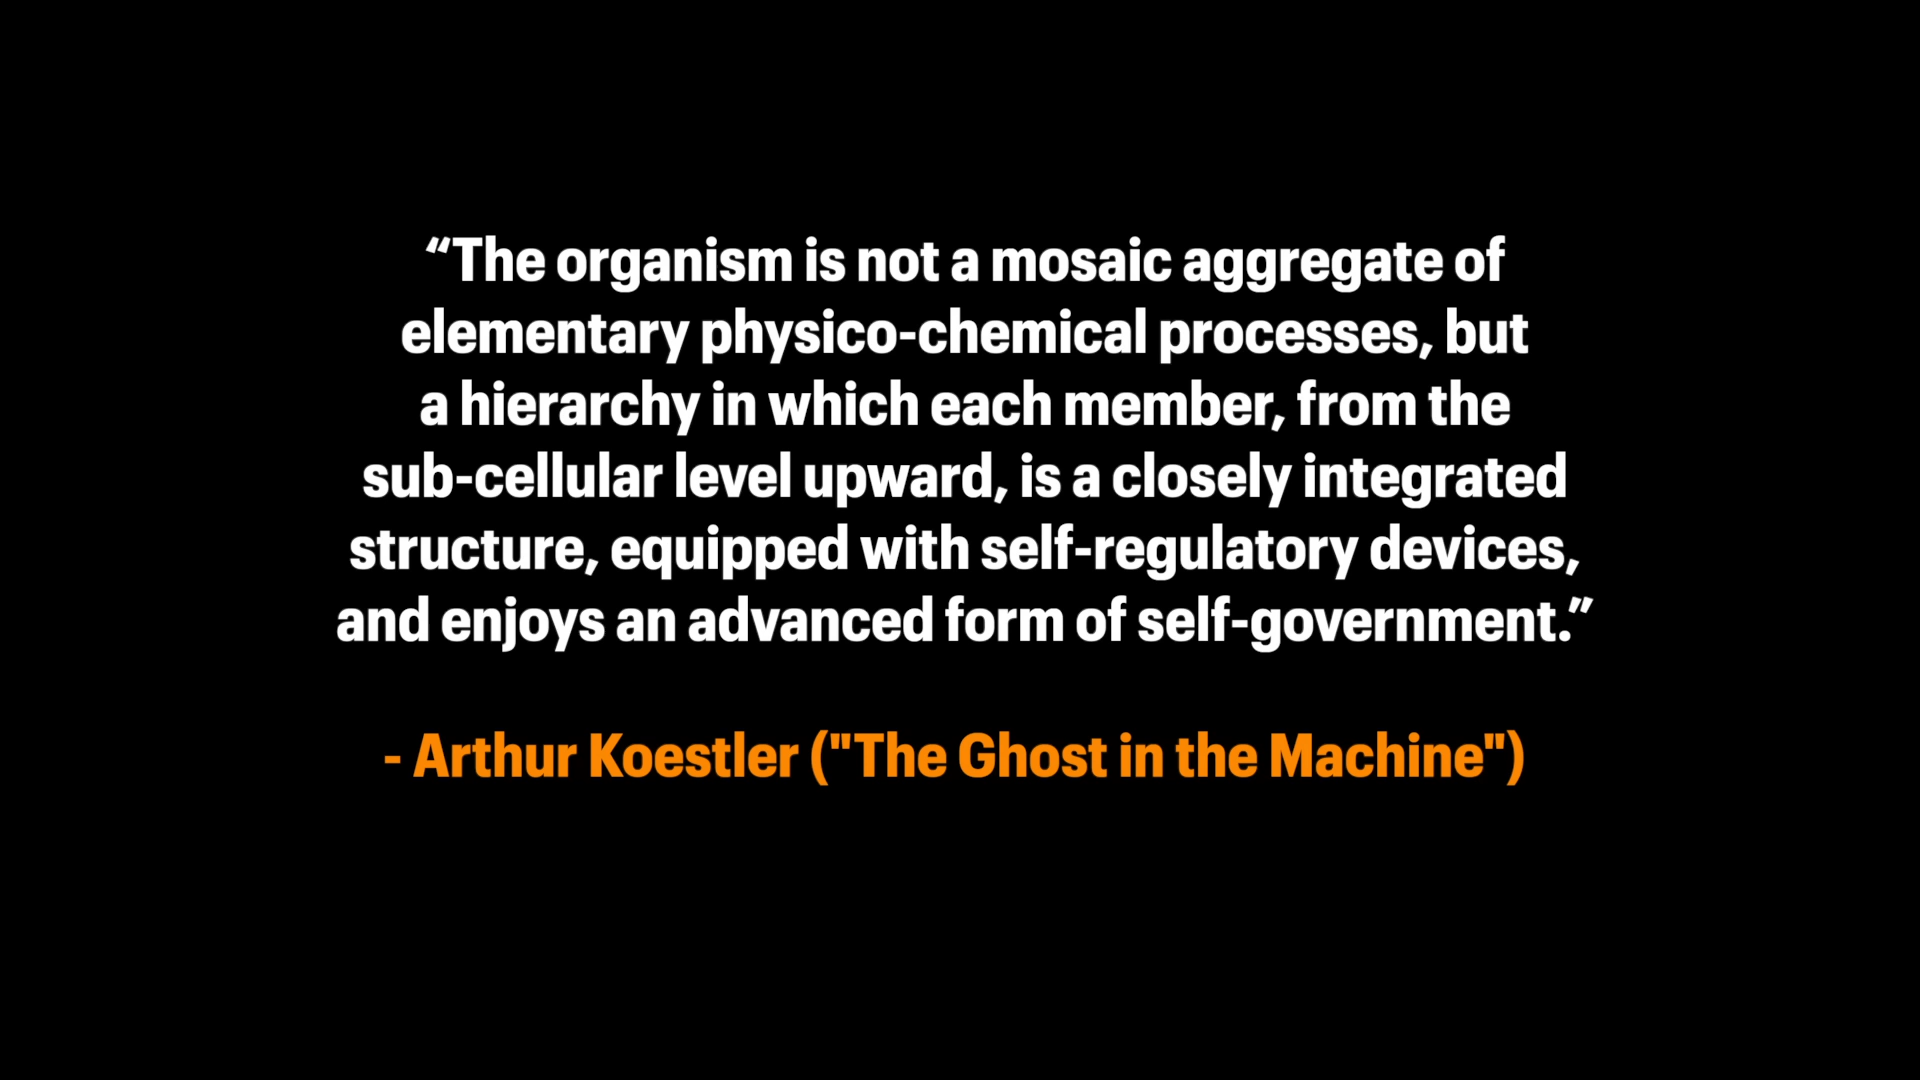 “The organism is not a mosaic aggregate of
elementary physico-chemical processes, but
a hierarchy in which each member, from the
sub-cellular level upward, is a closely integrated
structure, equipped with self-regulatory devices,
and enjoys an advanced form of self-government.”
- Arthur Koestler ("The Ghost in the Machine")